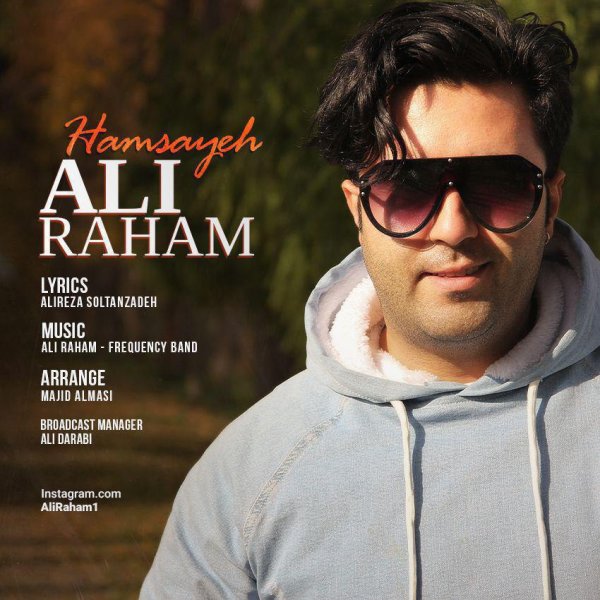 Hamsayeh
ALI
RAHAM
LYRICS
ALIREZA SOLTANZADEH
MUSIC
ALI RAHAM - FREQUENCY BAND
ARRANGE
MAJID ALMASI
BROADCAST MANAGER
ALI DARABI
Instagram.com
AliRaham1